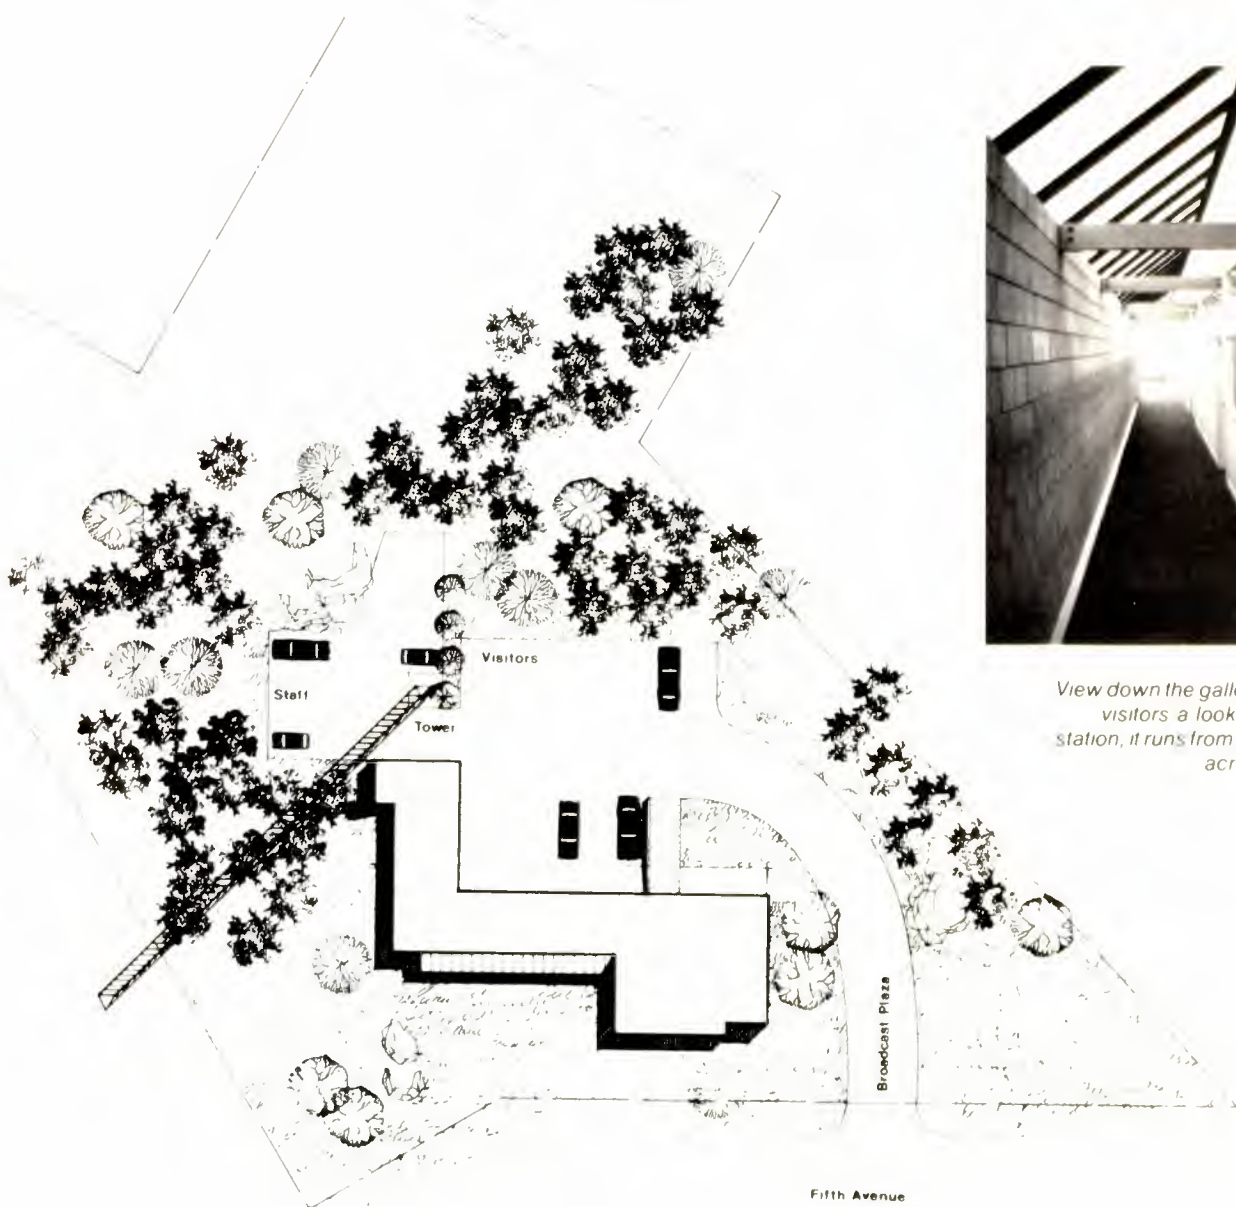 Visitors
Staff
Tower
Broadcast Plaza
Fifth Avenue
View down the galle
visitors a look
station, it runs from
acr